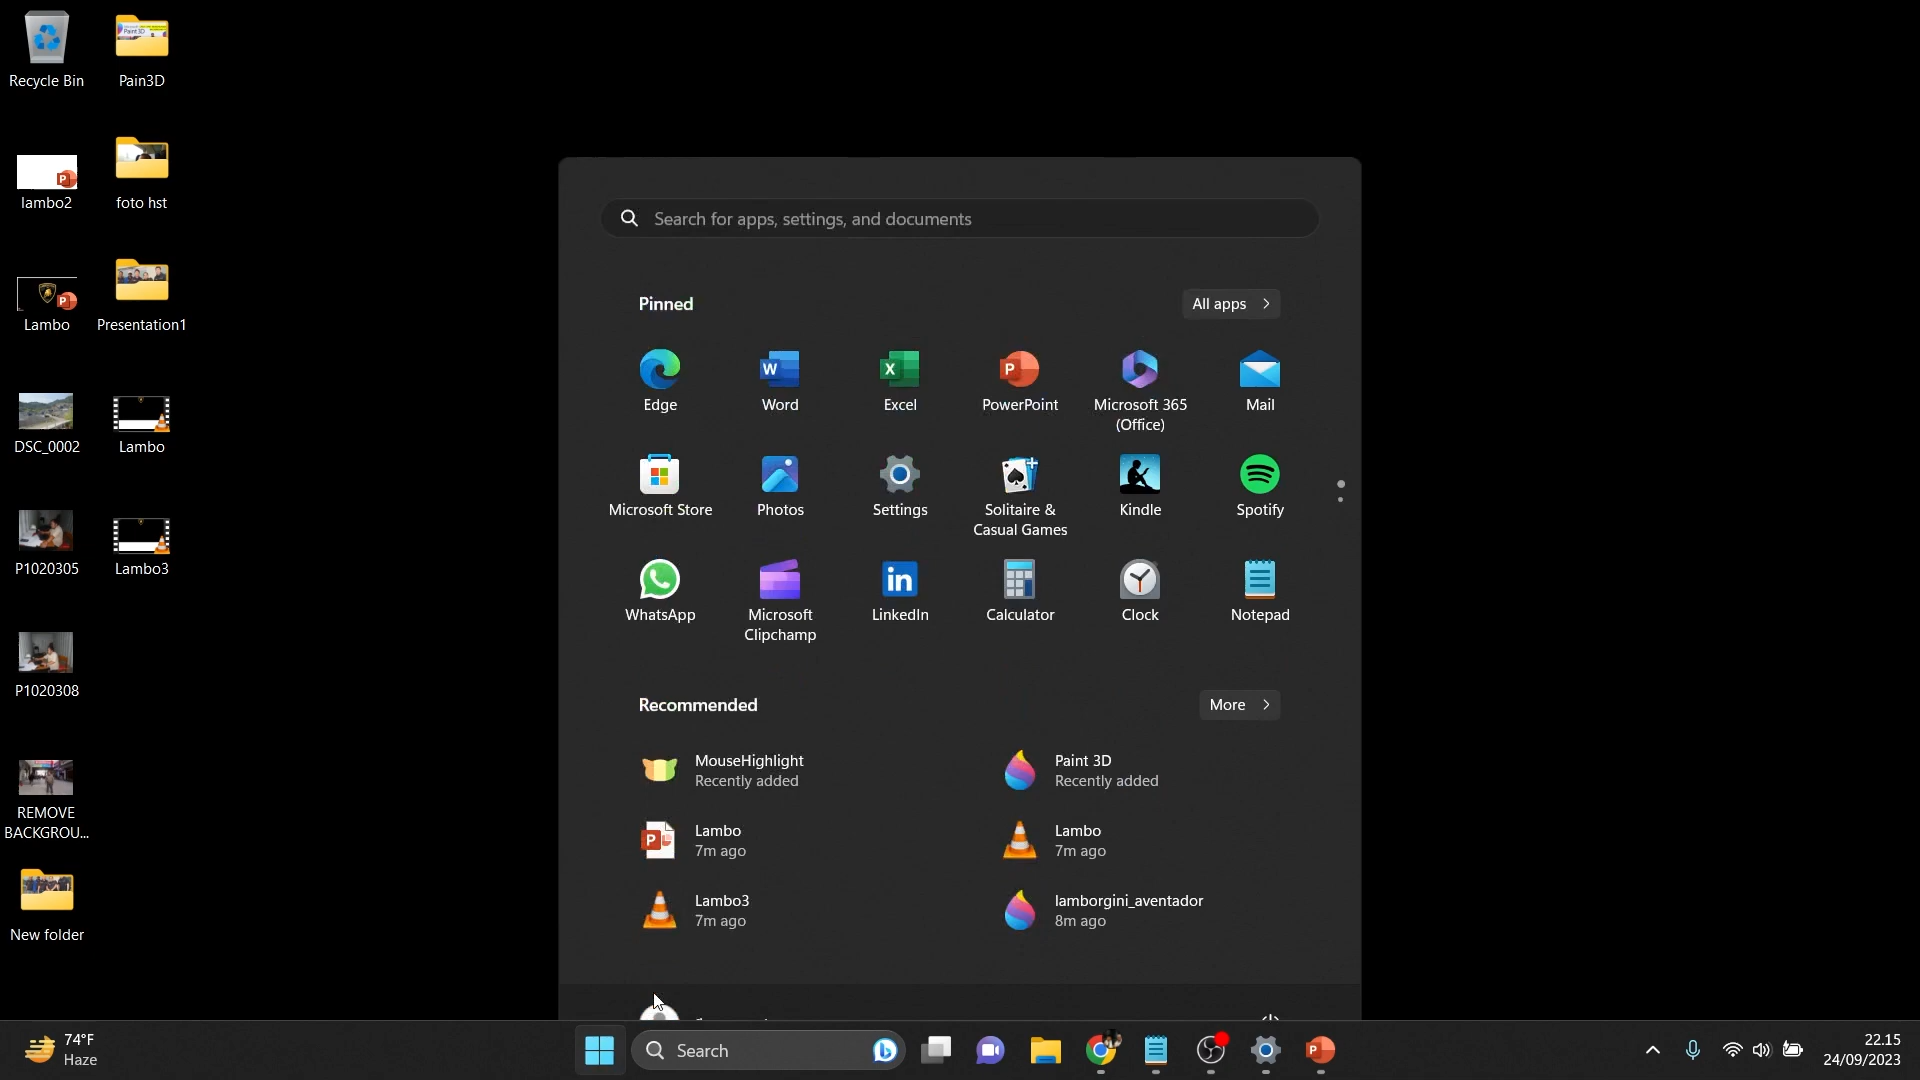 Recycle Bin
Pain3D
lambo2
foto hst
Lambo
Presentation1
DSC_0002
Lambo
P1020305
Lambo3
P1020308
REMOVE
BACKGROU...
New folder
Search for apps, settings, and documents
Pinned
All apps
Edge
Word
Excel
PowerPoint
Microsoft 365
(Office)
Mail
Microsoft Store
Photos
Settings
Solitaire &
Casual Games
Kindle
Spotify
WhatsApp
Microsoft
Clipchamp
LinkedIn
Calculator
Clock
Notepad
Recommended
More
MouseHighlight
Recently added
Paint 3D
Recently added
Lambo
7m ago
Lambo
7m ago
Lambo3
7m ago
lamborgini_aventador
8m ago
74°F
Haze
Search
22.15
24/09/2023